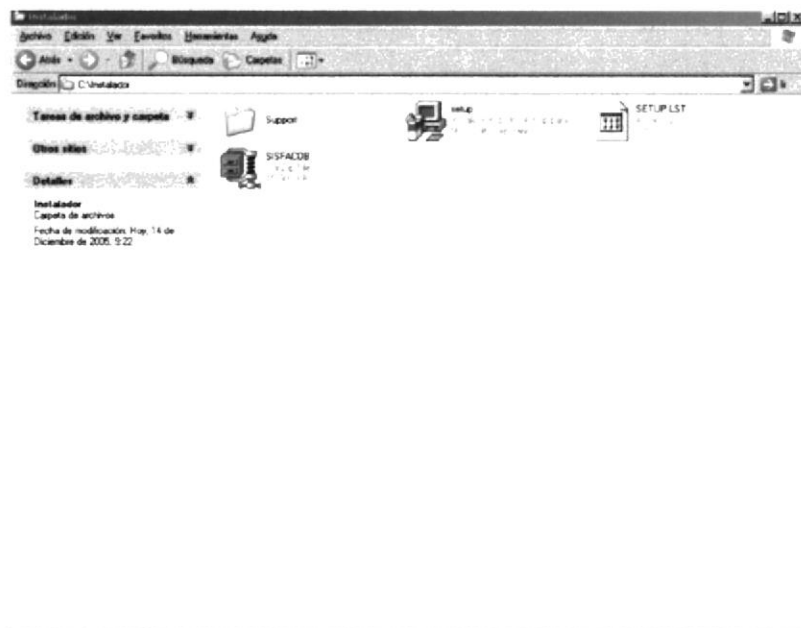 Instalador
Archivo Edición Ver Favoritos Herramientas Ayuda
Atrás Búsqueda Carpetas
Dirección C:\Instalador
Tareas de archivo y carpeta
Otros sitios
Detalles
Instalador
Carpeta de archivos
Fecha de modificación: Hoy, 14 de
Diciembre de 2005, 9:22
Support
setup
SETUP.LST
SISFACDB